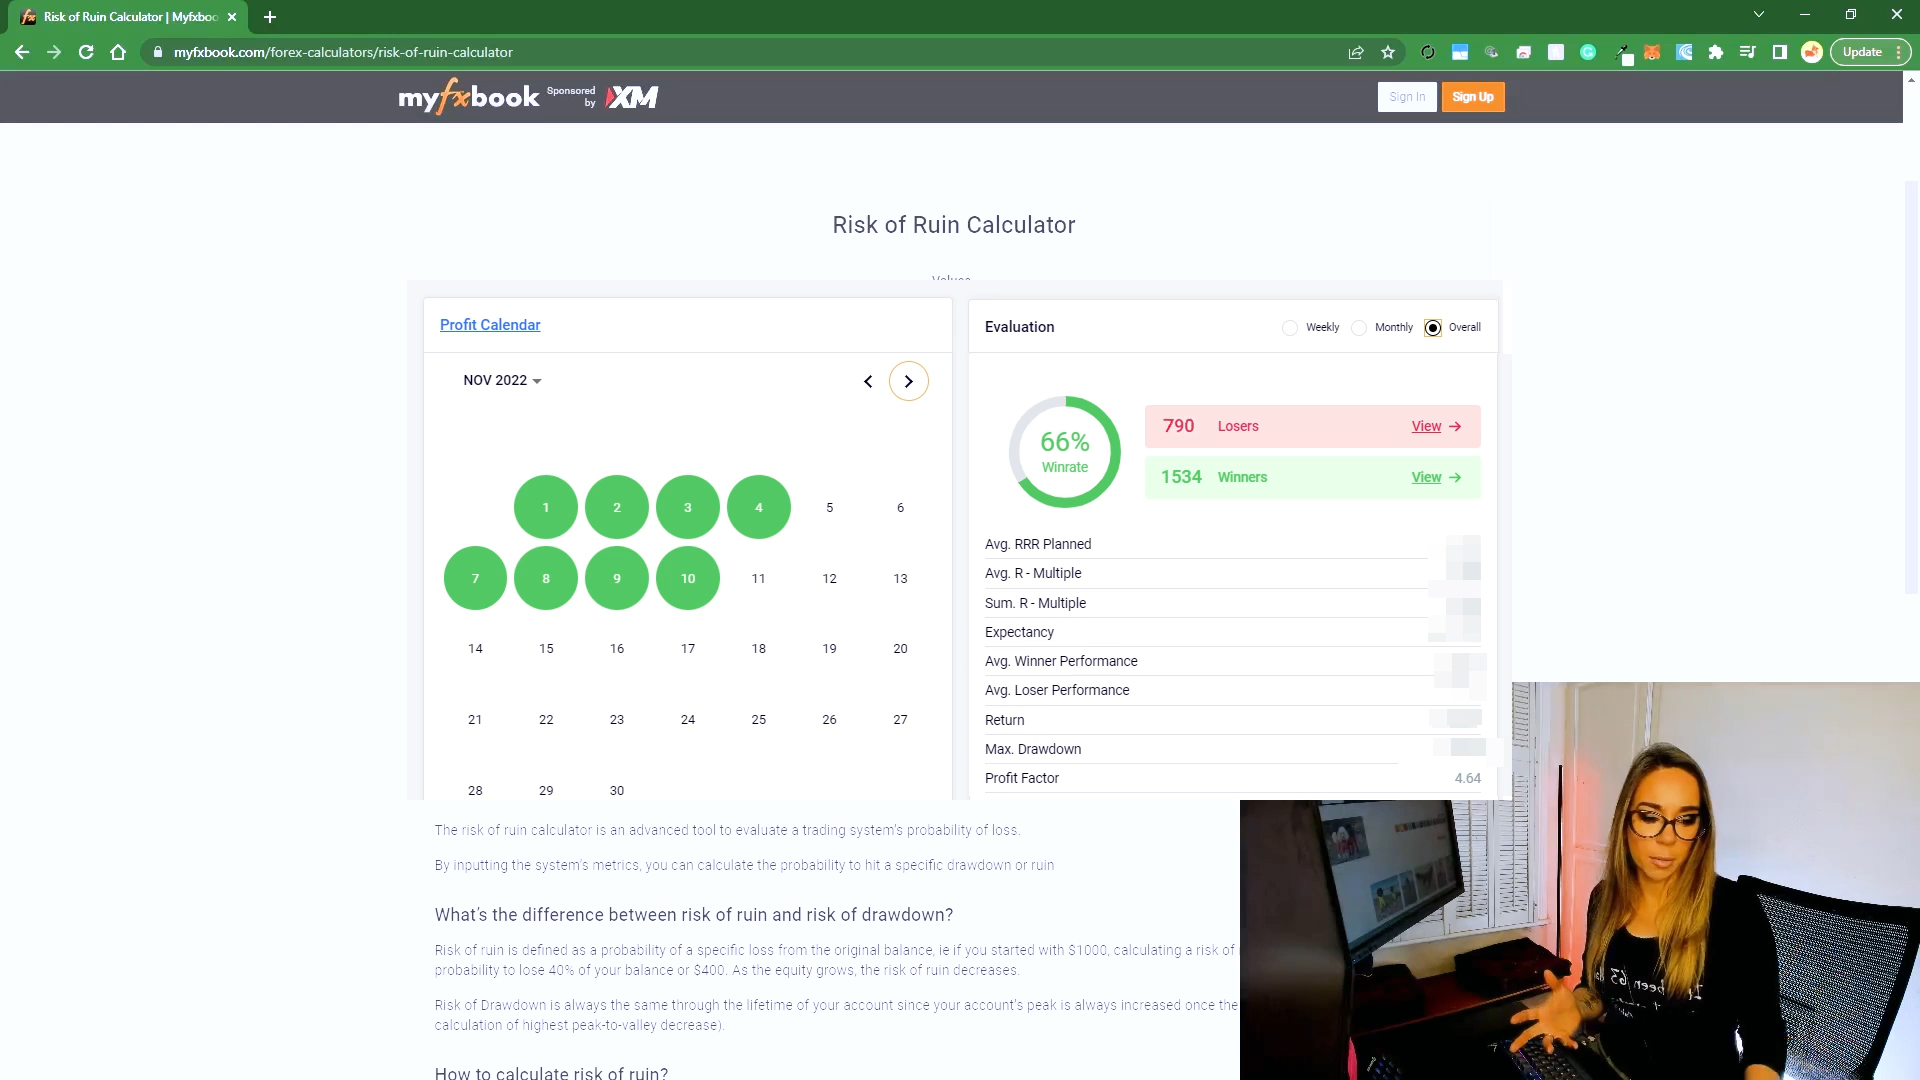 Risk of Ruin Calculator | Myfxboo
myfxbook.com/forex-calculators/risk-of-ruin-calculator
Update
myfxbook Sponsored by XM
Sign In
Sign Up
Risk of Ruin Calculator
Values
Profit Calendar
NOV 2022
1 2 3 4 5 6
7 8 9 10 11 12 13
14 15 16 17 18 19 20
21 22 23 24 25 26 27
28 29 30
Evaluation
Weekly Monthly Overall
66%
Winrate
790 Losers View
1534 Winners View
Avg. RRR Planned
Avg. R - Multiple
Sum. R - Multiple
Expectancy
Avg. Winner Performance
Avg. Loser Performance
Return
Max. Drawdown
Profit Factor 4.64
The risk of ruin calculator is an advanced tool to evaluate a trading system's probability of loss.
By inputting the system's metrics, you can calculate the probability to hit a specific drawdown or ruin
What's the difference between risk of ruin and risk of drawdown?
Risk of ruin is defined as a probability of a specific loss from the original balance, ie if you started with $1000, calculating a risk of
probability to lose 40% of your balance or $400. As the equity grows, the risk of ruin decreases.
Risk of Drawdown is always the same through the lifetime of your account since your account's peak is always increased once the
calculation of highest peak-to-valley decrease).
How to calculate risk of ruin?